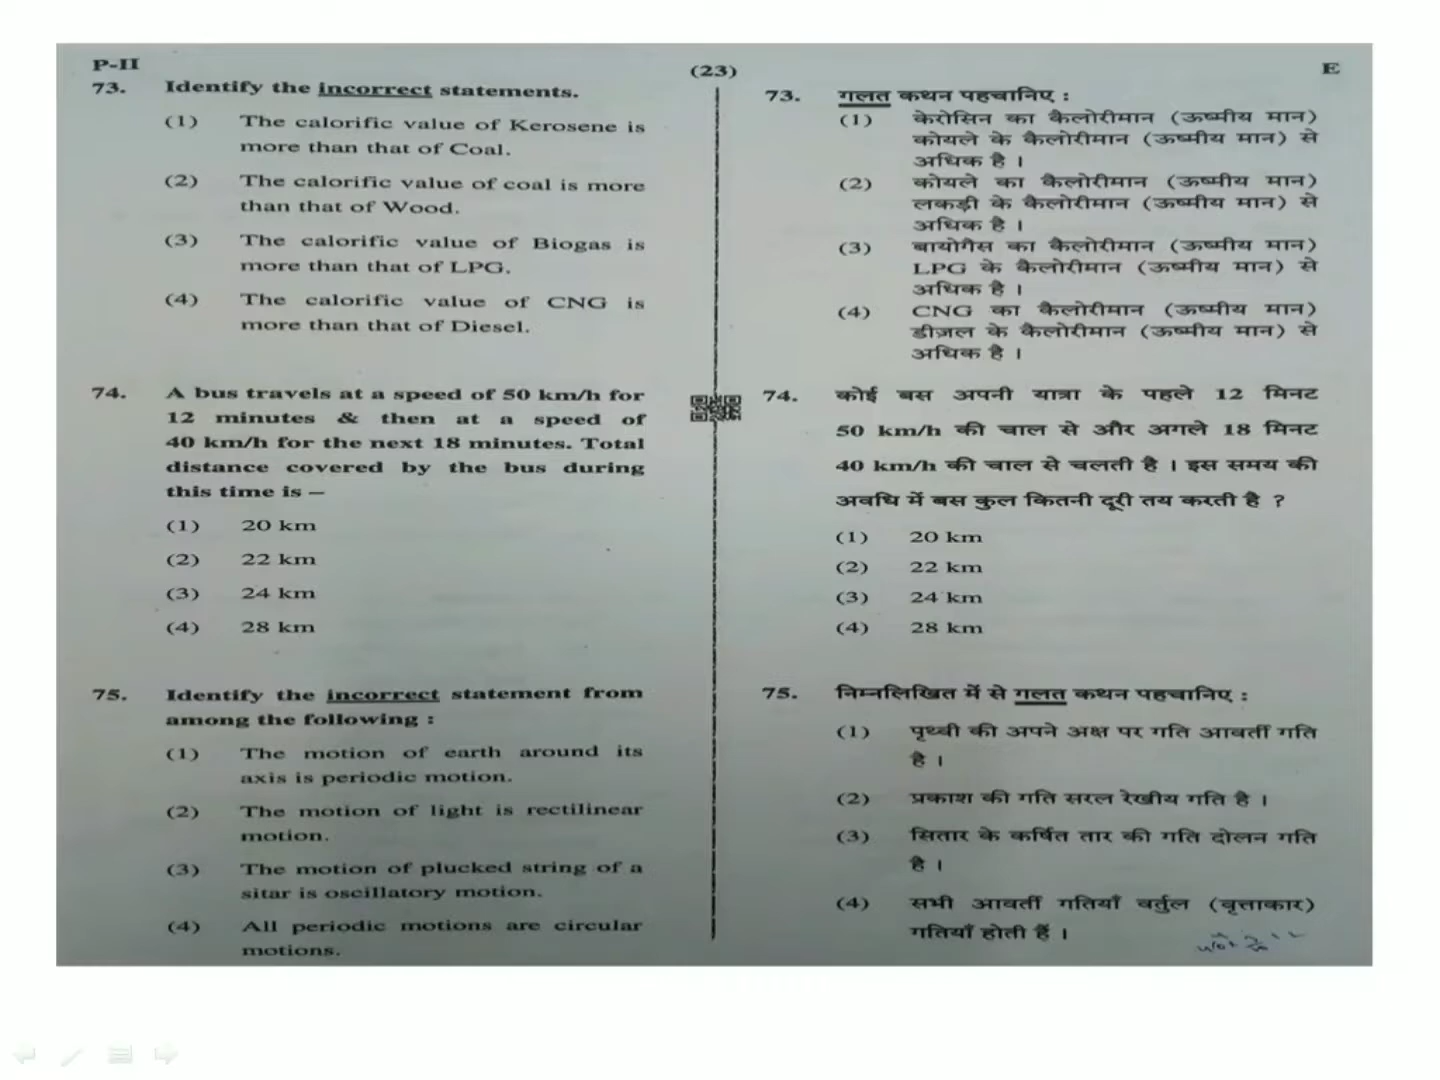 P-II
(23)
E
73. Identify the incorrect statements.
(1) The calorific value of Kerosene is
more than that of Coal.
(2) The calorific value of coal is more
than that of Wood.
(3) The calorific value of Biogas is
more than that of LPG.
(4) The calorific value of CNG is
more than that of Diesel.
74. A bus travels at a speed of 50 km/h for
12 minutes & then at a speed of
40 km/h for the next 18 minutes. Total
distance covered by the bus during
this time is –
(1) 20 km
(2) 22 km
(3) 24 km
(4) 28 km
75. Identify the incorrect statement from
among the following :
(1) The motion of earth around its
axis is periodic motion.
(2) The motion of light is rectilinear
motion.
(3) The motion of plucked string of a
sitar is oscillatory motion.
(4) All periodic motions are circular
motions.
73. गलत कथन पहचानिए :
(1) केरोसिन का कैलोरीमान (ऊष्मीय मान)
कोयले के कैलोरीमान (ऊष्मीय मान) से
अधिक है ।
(2) कोयले का कैलोरीमान (ऊष्मीय मान)
लकड़ी के कैलोरीमान (ऊष्मीय मान) से
अधिक है ।
(3) बायोगैस का कैलोरीमान (ऊष्मीय मान)
LPG के कैलोरीमान (ऊष्मीय मान) से
अधिक है ।
(4) CNG का कैलोरीमान (ऊष्मीय मान)
डीज़ल के कैलोरीमान (ऊष्मीय मान) से
अधिक है ।
74. कोई बस अपनी यात्रा के पहले 12 मिनट
50 km/h की चाल से और अगले 18 मिनट
40 km/h की चाल से चलती है । इस समय की
अवधि में बस कुल कितनी दूरी तय करती है ?
(1) 20 km
(2) 22 km
(3) 24 km
(4) 28 km
75. निम्नलिखित में से गलत कथन पहचानिए :
(1) पृथ्वी की अपने अक्ष पर गति आवर्ती गति
है ।
(2) प्रकाश की गति सरल रेखीय गति है ।
(3) सितार के कर्षित तार की गति दोलन गति
है ।
(4) सभी आवर्ती गतियाँ वर्तुल (वृत्ताकार)
गतियाँ होती हैं ।